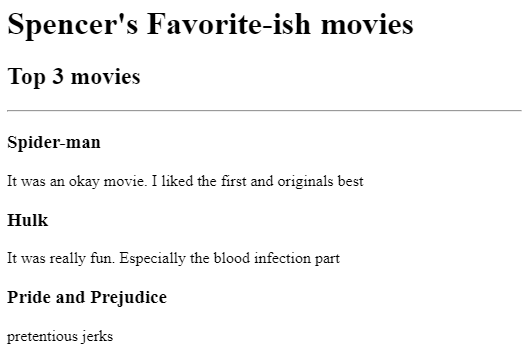 Spencer's Favorite-ish movies
Top 3 movies
Spider-man
It was an okay movie. I liked the first and originals best
Hulk
It was really fun. Especially the blood infection part
Pride and Prejudice
pretentious jerks